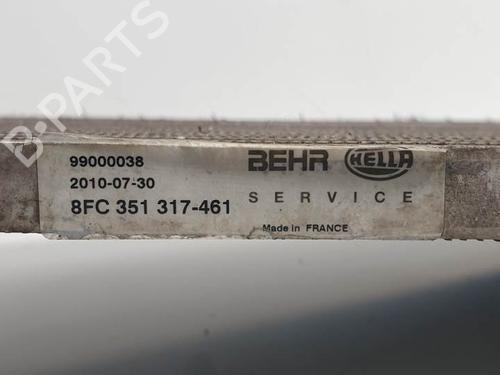 B-PARTS
99000038
2010-07-30
8FC 351 317-461
BEHR HELLA
SERVICE
Made in FRANCE